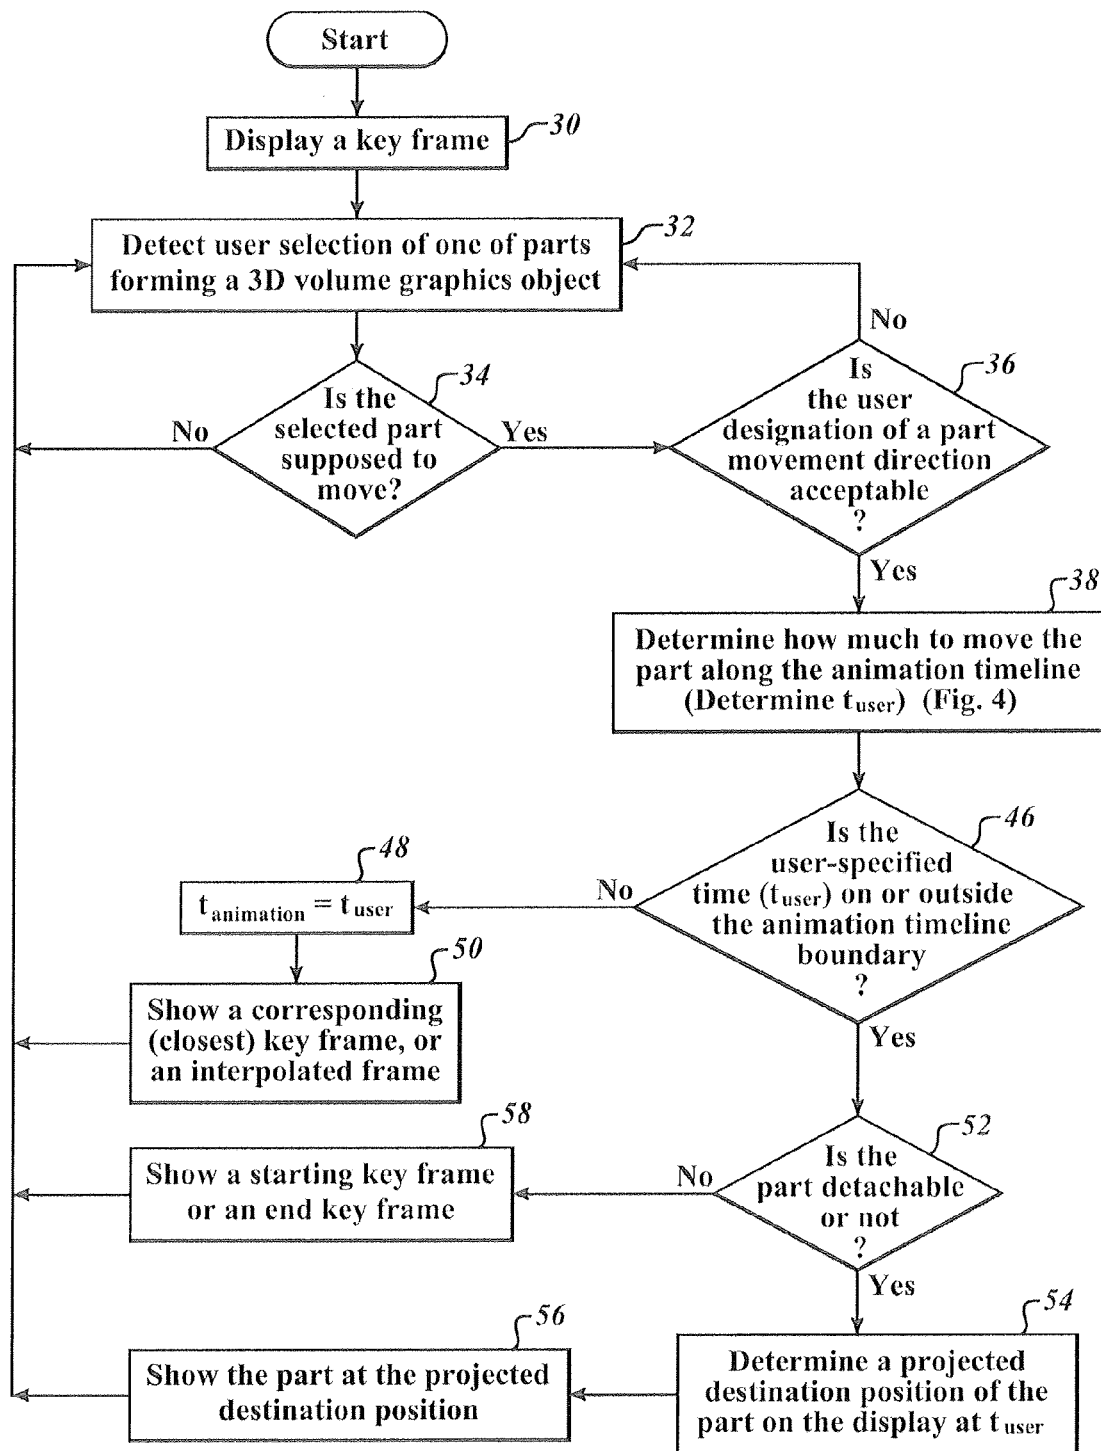 Start
30
Display a key frame
32
Detect user selection of one of parts
forming a 3D volume graphics object
No
34
36
Is the
selected part
supposed to
move?
No
Yes
Is
the user
designation of a part
movement direction
acceptable
?
Yes
38
Determine how much to move the
part along the animation timeline
(Determine t_user) (Fig. 4)
46
Is the
user-specified
time (t_user) on or outside
the animation timeline
boundary
?
No
48
t_animation = t_user
50
Show a corresponding
(closest) key frame, or
an interpolated frame
Yes
52
Is the
part detachable
or not
?
No
58
Show a starting key frame
or an end key frame
Yes
54
Determine a projected
destination position of the
part on the display at t_user
56
Show the part at the projected
destination position